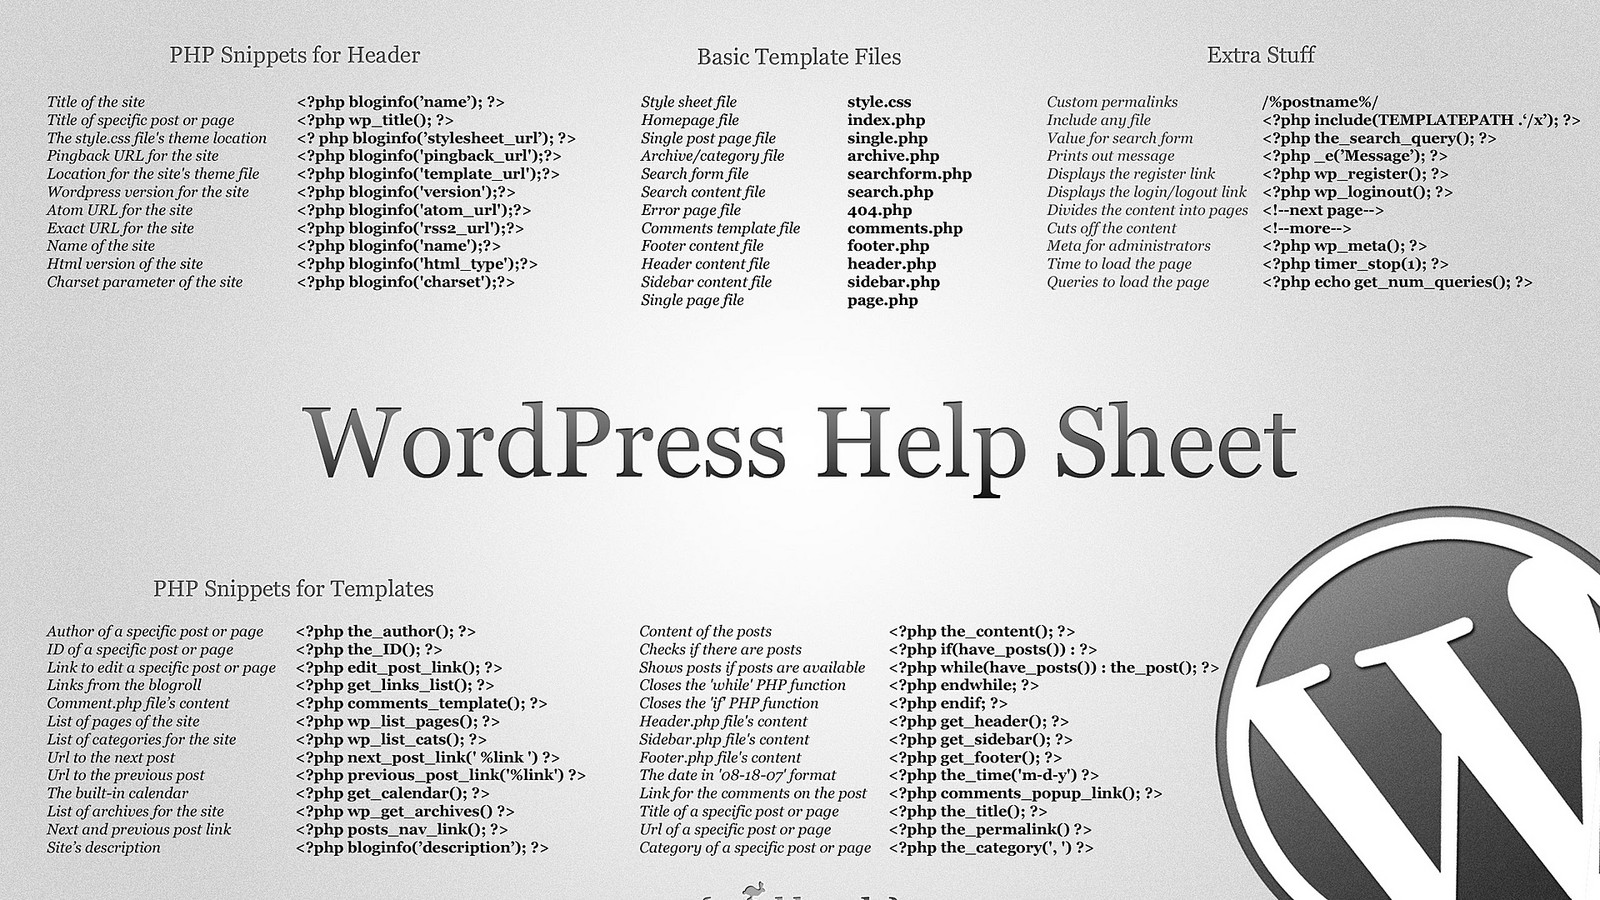 PHP Snippets for Header
Title of the site <?php bloginfo(’name’); ?>
Title of specific post or page <?php wp_title(); ?>
The style.css file's theme location <? php bloginfo(’stylesheet_url’); ?>
Pingback URL for the site <?php bloginfo('pingback_url');?>
Location for the site's theme file <?php bloginfo('template_url');?>
Wordpress version for the site <?php bloginfo('version');?>
Atom URL for the site <?php bloginfo('atom_url');?>
Exact URL for the site <?php bloginfo('rss2_url');?>
Name of the site <?php bloginfo('name');?>
Html version of the site <?php bloginfo('html_type');?>
Charset parameter of the site <?php bloginfo('charset');?>
Basic Template Files
Style sheet file style.css
Homepage file index.php
Single post page file single.php
Archive/category file archive.php
Search form file searchform.php
Search content file search.php
Error page file 404.php
Comments template file comments.php
Footer content file footer.php
Header content file header.php
Sidebar content file sidebar.php
Single page file page.php
Extra Stuff
Custom permalinks /%postname%/
Include any file <?php include(TEMPLATEPATH .‘/x’); ?>
Value for search form <?php the_search_query(); ?>
Prints out message <?php _e(’Message’); ?>
Displays the register link <?php wp_register(); ?>
Displays the login/logout link <?php wp_loginout(); ?>
Divides the content into pages <!--next page-->
Cuts off the content <!--more-->
Meta for administrators <?php wp_meta(); ?>
Time to load the page <?php timer_stop(1); ?>
Queries to load the page <?php echo get_num_queries(); ?>
WordPress Help Sheet
PHP Snippets for Templates
Author of a specific post or page <?php the_author(); ?>
ID of a specific post or page <?php the_ID(); ?>
Link to edit a specific post or page <?php edit_post_link(); ?>
Links from the blogroll <?php get_links_list(); ?>
Comment.php file’s content <?php comments_template(); ?>
List of pages of the site <?php wp_list_pages(); ?>
List of categories for the site <?php wp_list_cats(); ?>
Url to the next post <?php next_post_link(' %link ') ?>
Url to the previous post <?php previous_post_link('%link') ?>
The built-in calendar <?php get_calendar(); ?>
List of archives for the site <?php wp_get_archives() ?>
Next and previous post link <?php posts_nav_link(); ?>
Site’s description <?php bloginfo(’description’); ?>
Content of the posts <?php the_content(); ?>
Checks if there are posts <?php if(have_posts()) : ?>
Shows posts if posts are available <?php while(have_posts()) : the_post(); ?>
Closes the 'while' PHP function <?php endwhile; ?>
Closes the 'if' PHP function <?php endif; ?>
Header.php file's content <?php get_header(); ?>
Sidebar.php file's content <?php get_sidebar(); ?>
Footer.php file's content <?php get_footer(); ?>
The date in '08-18-07' format <?php the_time('m-d-y') ?>
Link for the comments on the post <?php comments_popup_link(); ?>
Title of a specific post or page <?php the_title(); ?>
Url of a specific post or page <?php the_permalink() ?>
Category of a specific post or page <?php the_category(', ') ?>
W